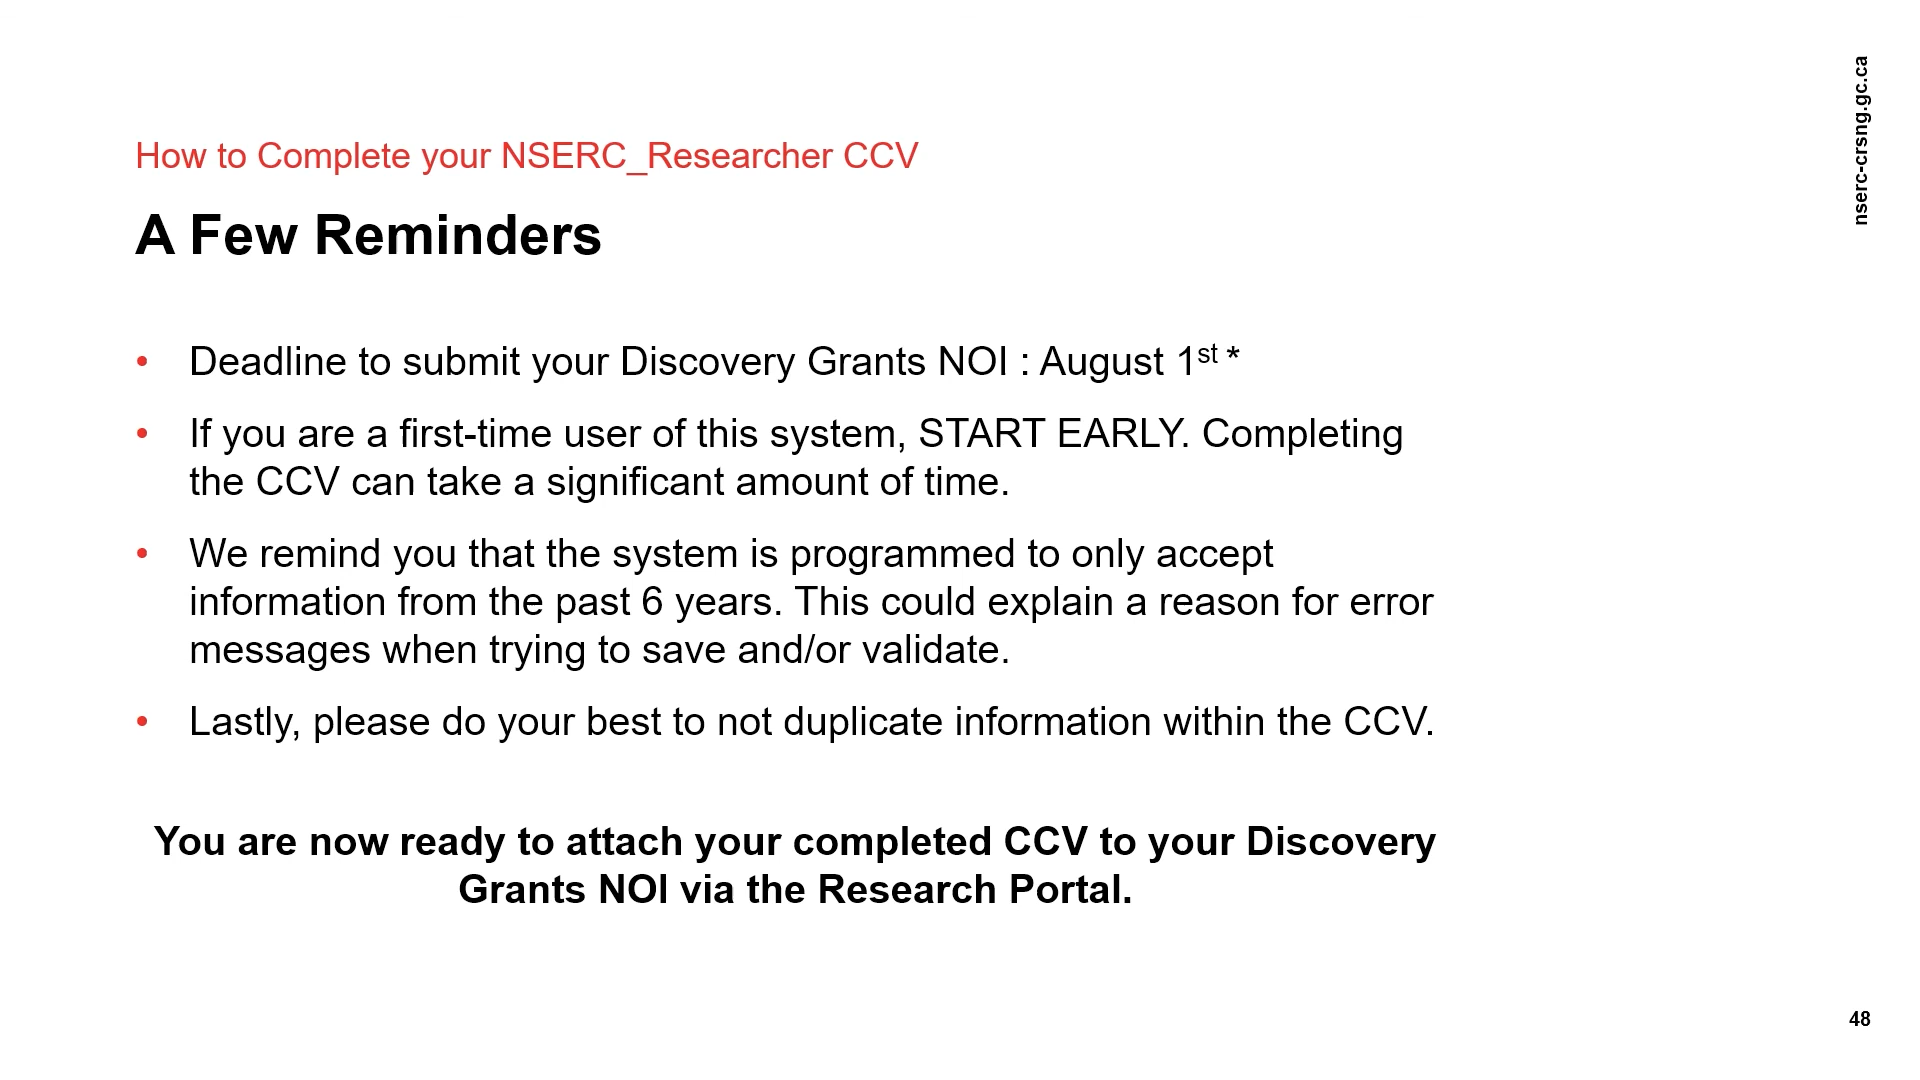 nserc-crsng.gc.ca
How to Complete your NSERC_Researcher CCV
A Few Reminders
• Deadline to submit your Discovery Grants NOI : August 1st *
• If you are a first-time user of this system, START EARLY. Completing
the CCV can take a significant amount of time.
• We remind you that the system is programmed to only accept
information from the past 6 years. This could explain a reason for error
messages when trying to save and/or validate.
• Lastly, please do your best to not duplicate information within the CCV.
You are now ready to attach your completed CCV to your Discovery
Grants NOI via the Research Portal.
48